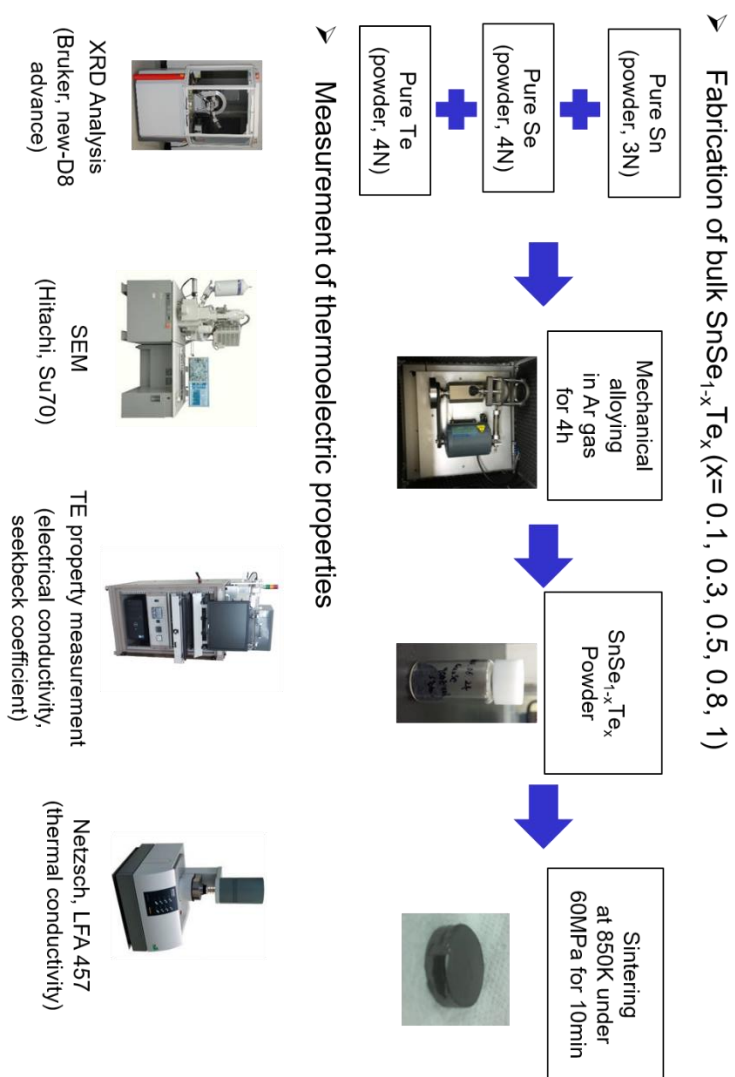 ➢ Fabrication of bulk SnSe₁₋ₓTeₓ (x= 0.1, 0.3, 0.5, 0.8, 1)
Pure Sn
(powder, 3N)
Pure Se
(powder, 4N)
Pure Te
(powder, 4N)
Mechanical
alloying
in Ar gas
for 4h
SnSe₁₋ₓTeₓ
Powder
Sintering
at 850K under
60MPa for 10min
➢ Measurement of thermoelectric properties
XRD Analysis
(Bruker, new-D8
advance)
SEM
(Hitachi, Su70)
TE property measurement
(electrical conductivity,
seekbeck coefficient)
Netzsch, LFA 457
(thermal conductivity)